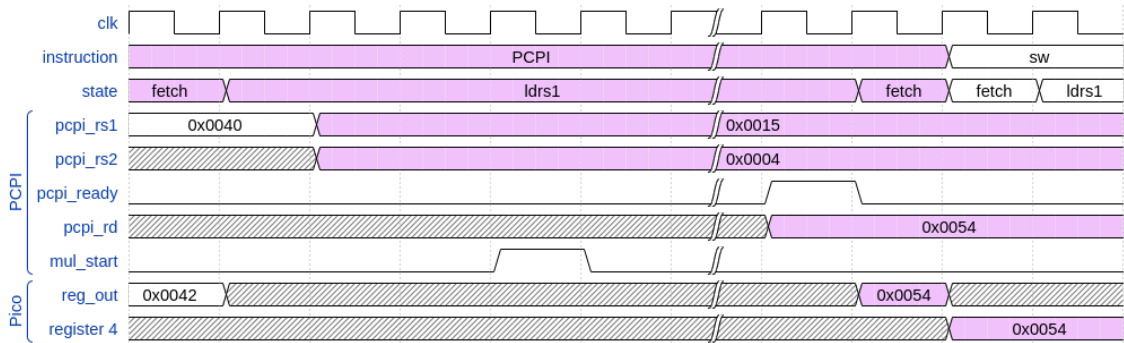 clk
instruction PCPI sw
state fetch ldrs1 fetch fetch ldrs1
PCPI
pcpi_rs1 0x0040 0x0015
pcpi_rs2 0x0004
pcpi_ready
pcpi_rd 0x0054
mul_start
Pico
reg_out 0x0042 0x0054
register 4 0x0054